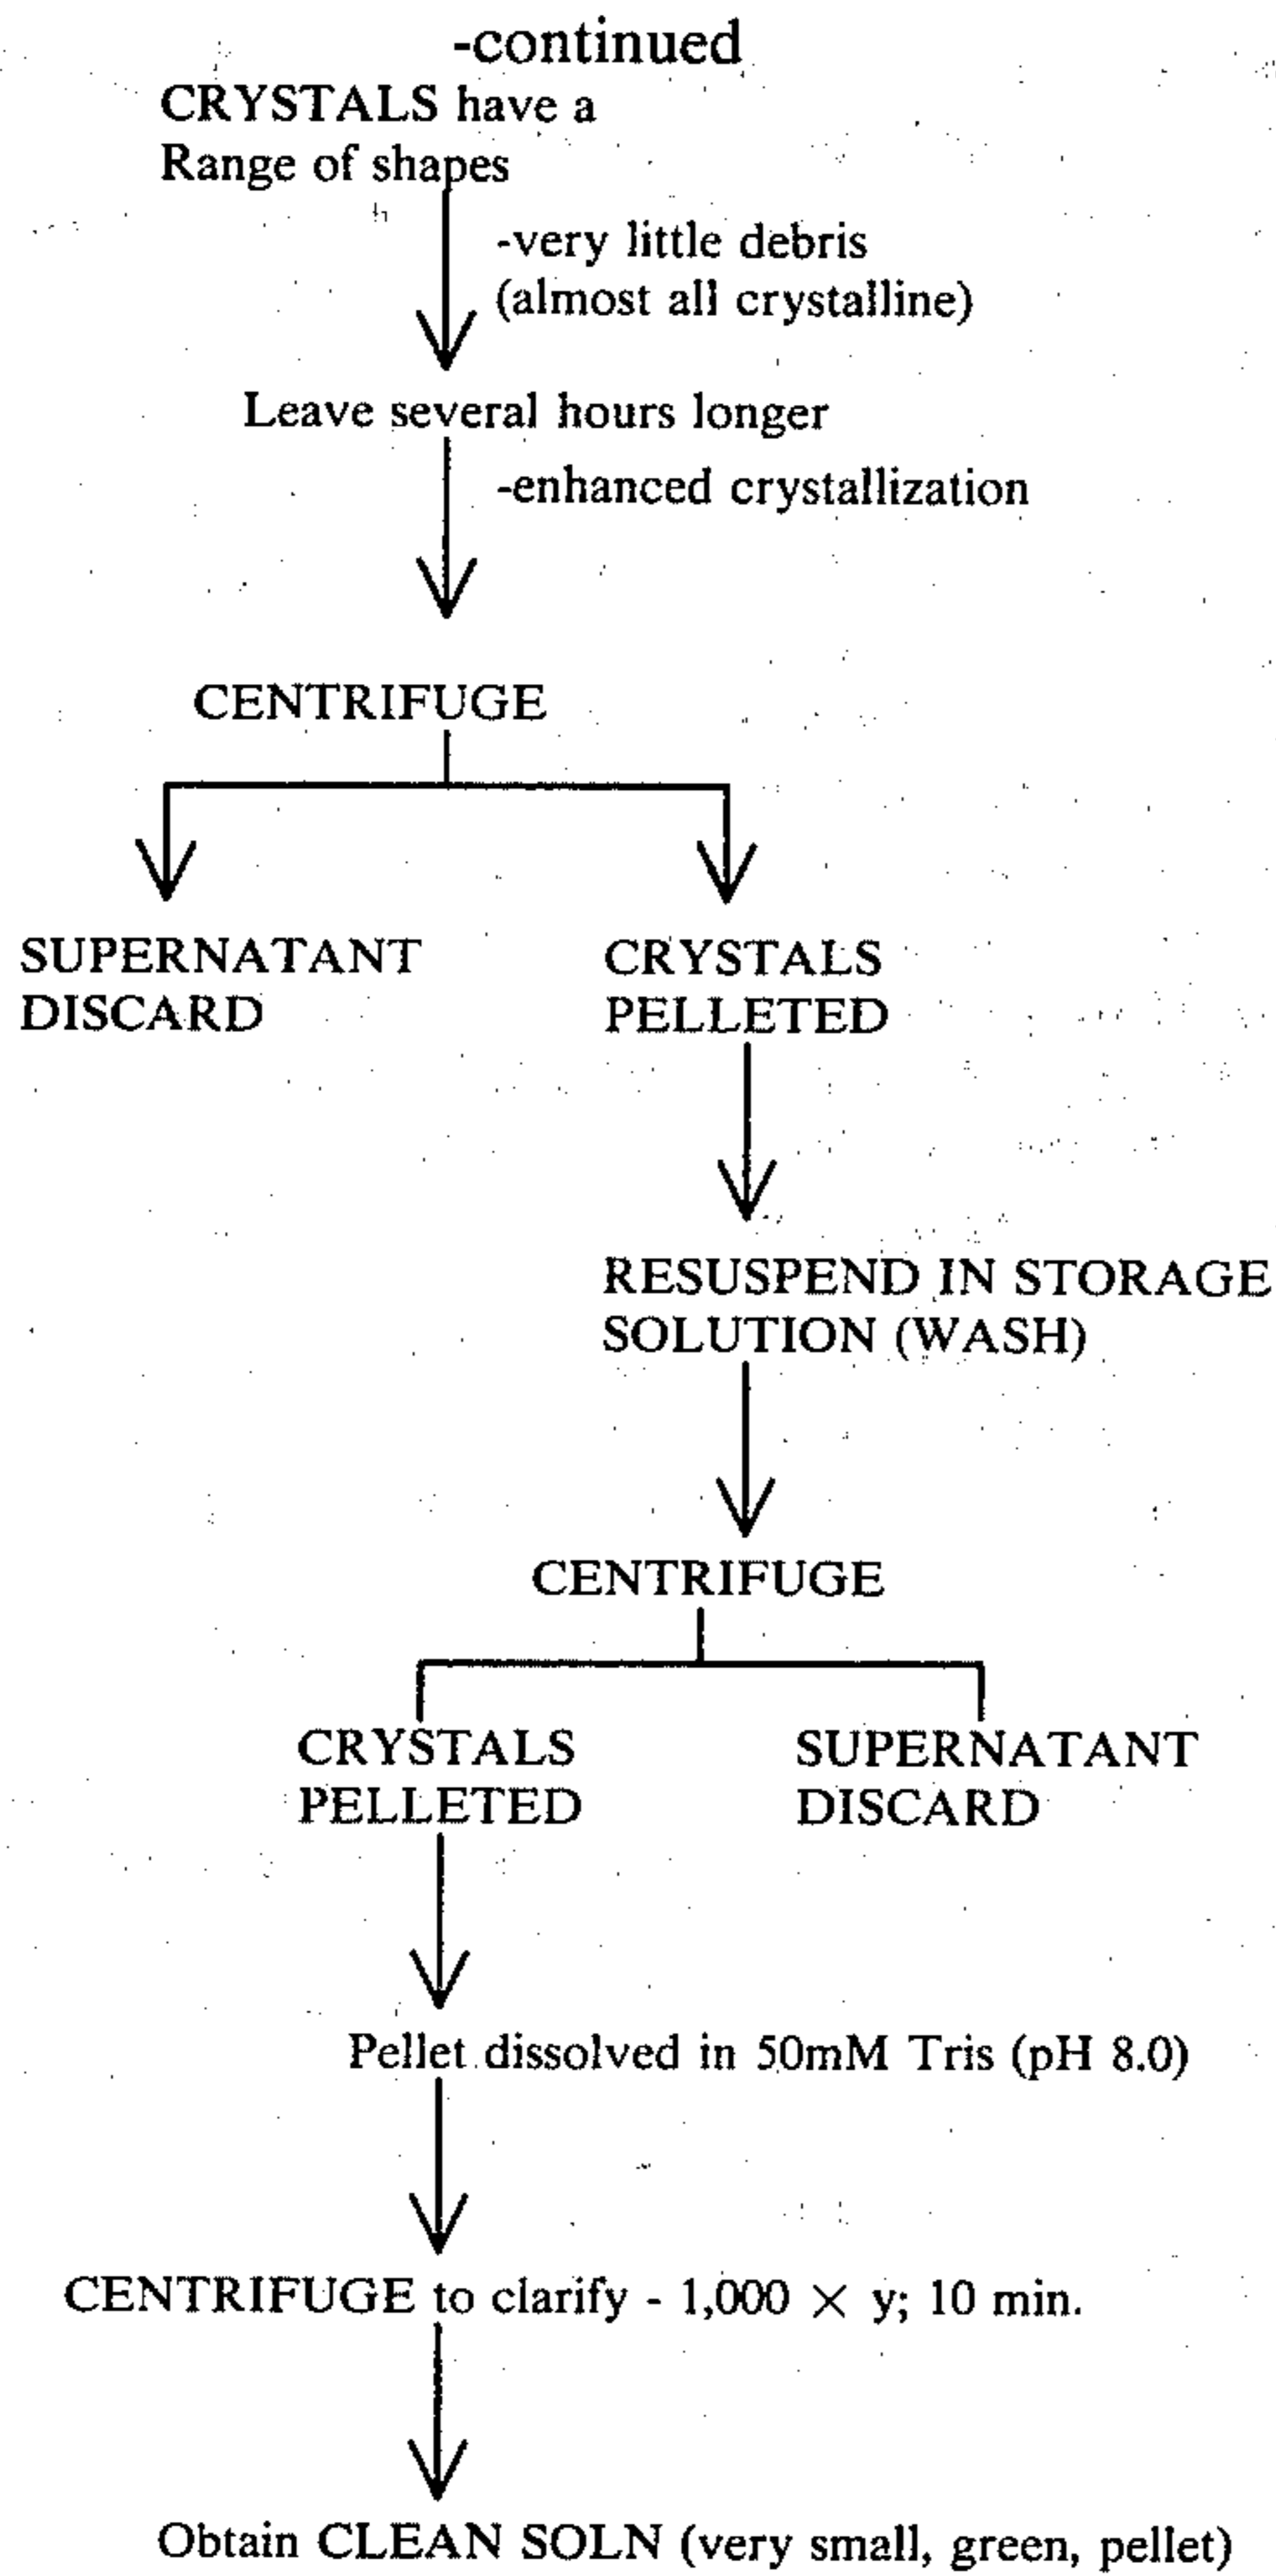 -continued
CRYSTALS have a
Range of shapes
-very little debris
(almost all crystalline)
Leave several hours longer
-enhanced crystallization
CENTRIFUGE
SUPERNATANT
DISCARD
CRYSTALS
PELLETED
RESUSPEND IN STORAGE
SOLUTION (WASH)
CENTRIFUGE
CRYSTALS
PELLETED
SUPERNATANT
DISCARD
Pellet dissolved in 50mM Tris (pH 8.0)
CENTRIFUGE to clarify - 1,000 × y; 10 min.
Obtain CLEAN SOLN (very small, green, pellet)